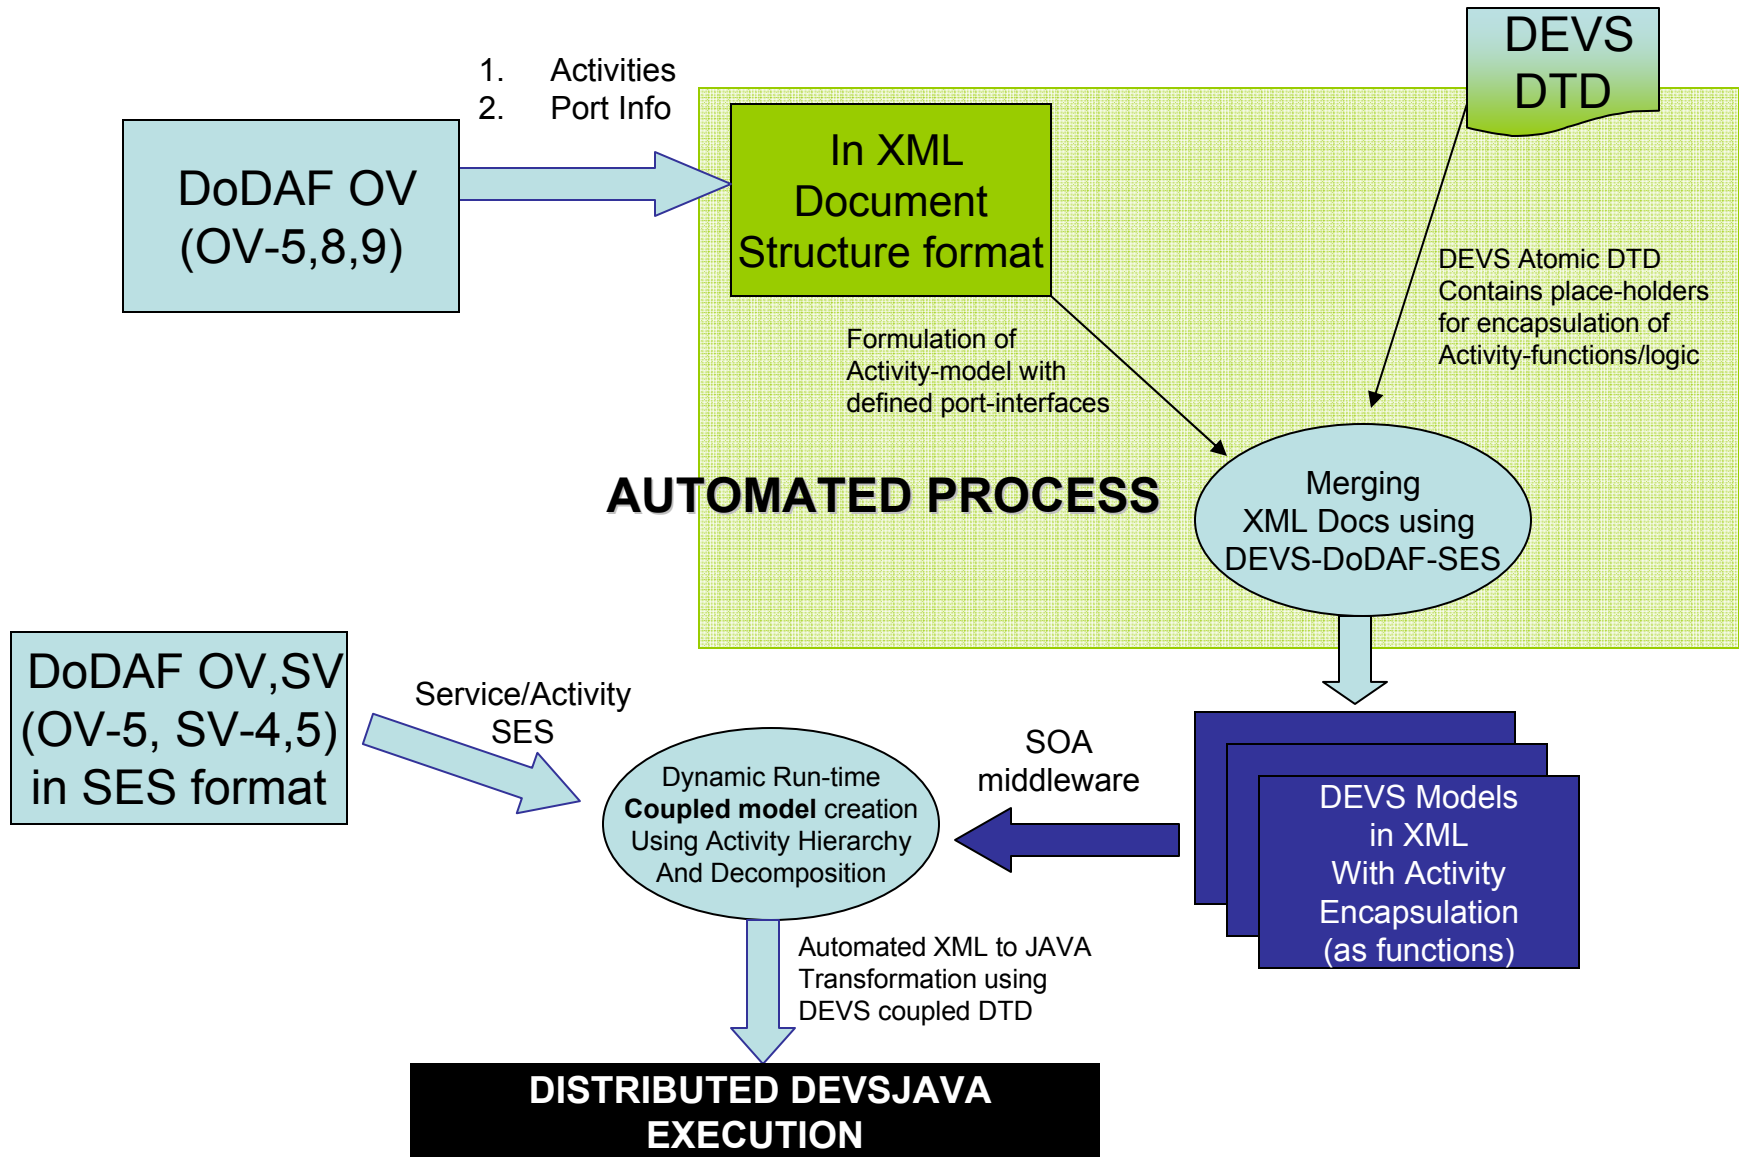 DEVS
DTD
1. Activities
2. Port Info
DoDAF OV
(OV-5,8,9)
In XML
Document
Structure format
DEVS Atomic DTD
Contains place-holders
for encapsulation of
Activity-functions/logic
Formulation of
Activity-model with
defined port-interfaces
AUTOMATED PROCESS
Merging
XML Docs using
DEVS-DoDAF-SES
DoDAF OV,SV
(OV-5, SV-4,5)
in SES format
Service/Activity
SES
Dynamic Run-time
Coupled model creation
Using Activity Hierarchy
And Decomposition
SOA
middleware
DEVS Models
in XML
With Activity
Encapsulation
(as functions)
Automated XML to JAVA
Transformation using
DEVS coupled DTD
DISTRIBUTED DEVSJAVA
EXECUTION